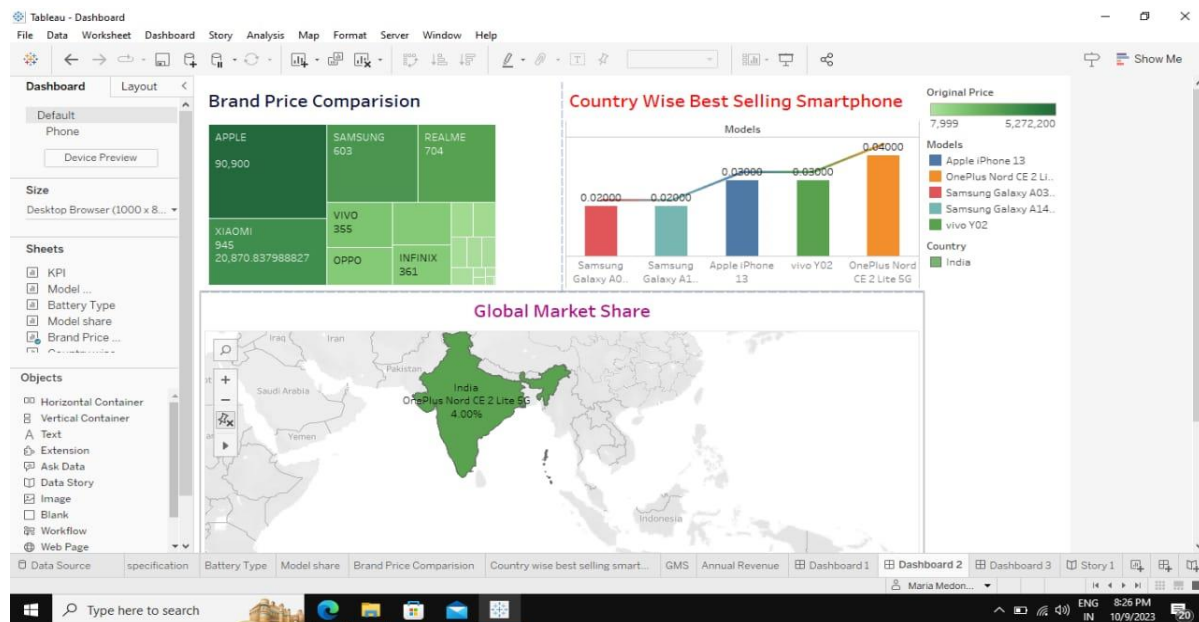 Tableau - Dashboard
File Data Worksheet Dashboard Story Analysis Map Format Server Window Help
Show Me
Dashboard Layout
Default
Phone
Device Preview
Size
Desktop Browser (1000 x 8...
Sheets
KPI
Model ...
Battery Type
Model share
Brand Price ...
Objects
Horizontal Container
Vertical Container
Text
Extension
Ask Data
Data Story
Image
Blank
Workflow
Web Page
Brand Price Comparision
APPLE
90,900
SAMSUNG
603
REALME
704
XIAOMI
945
20,870.837988827
VIVO
355
OPPO
INFINIX
361
Country Wise Best Selling Smartphone
Models
0.02000 0.02000 0.03000 0.03000 0.04000
Samsung Galaxy A0..
Samsung Galaxy A1..
Apple iPhone 13
vivo Y02
OnePlus Nord CE 2 Lite 5G
Original Price
7,999 5,272,200
Models
Apple iPhone 13
OnePlus Nord CE 2 Li..
Samsung Galaxy A03..
Samsung Galaxy A14..
vivo Y02
Country
India
Global Market Share
Iraq
Iran
Pakistan
Saudi Arabia
Yemen
Indonesia
India
OnePlus Nord CE 2 Lite 5G
4.00%
Data Source specification Battery Type Model share Brand Price Comparision Country wise best selling smart... GMS Annual Revenue Dashboard 1 Dashboard 2 Dashboard 3 Story 1
Maria Medon...
Type here to search
ENG
IN
8:26 PM
10/9/2023
20